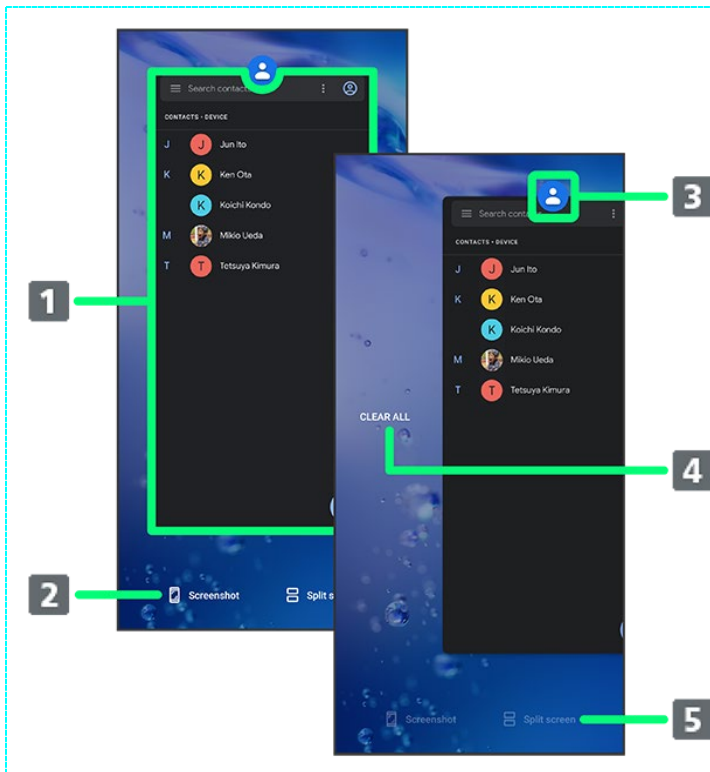 Search contac
CONTACTS • DEVICE
J J Jun Ito
K K Ken Ota
K Koichi Kondo
M Mikio Ueda
T T Tetsuya Kimura
1
2
Screenshot
Split s
3
Search conta
CONTACTS • DEVICE
J J Jun Ito
K K Ken Ota
K Koichi Kondo
M Mikio Ueda
T T Tetsuya Kimura
CLEAR ALL
4
Screenshot
Split screen
5